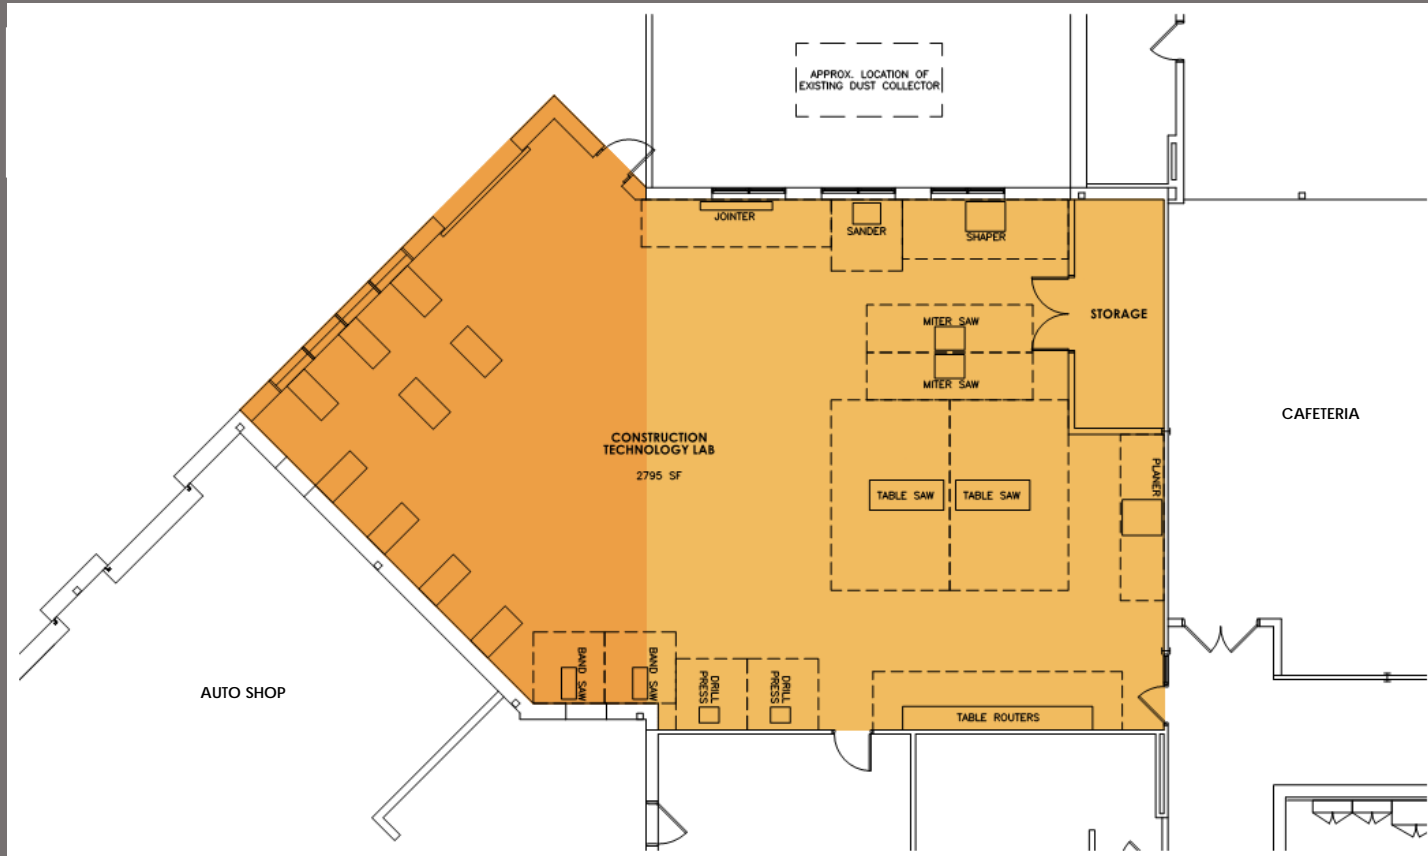 APPROX. LOCATION OF
EXISTING DUST COLLECTOR
JOINTER
SANDER
SHAPER
MITER SAW
STORAGE
MITER SAW
CAFETERIA
CONSTRUCTION
TECHNOLOGY LAB
2795 SF
PLANER
TABLE SAW
TABLE SAW
BAND SAW
BAND SAW
DRILL
PRESS
DRILL
PRESS
AUTO SHOP
TABLE ROUTERS